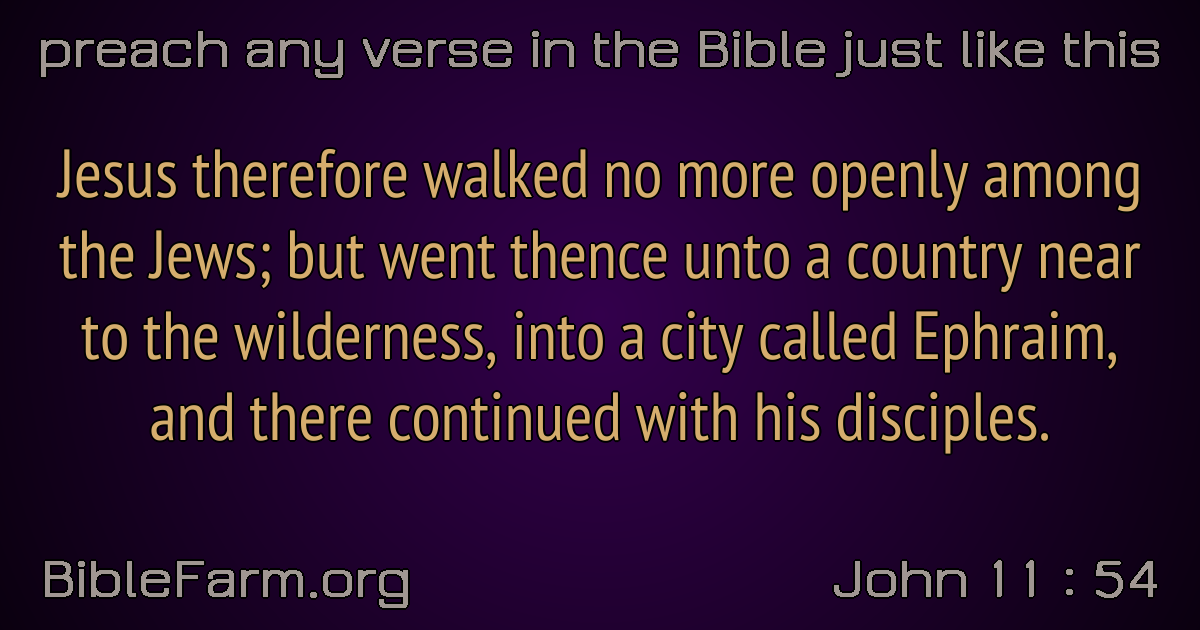 preach any verse in the Bible just like this
Jesus therefore walked no more openly among
the Jews; but went thence unto a country near
to the wilderness, into a city called Ephraim,
and there continued with his disciples.
BibleFarm.org
John 11 : 54